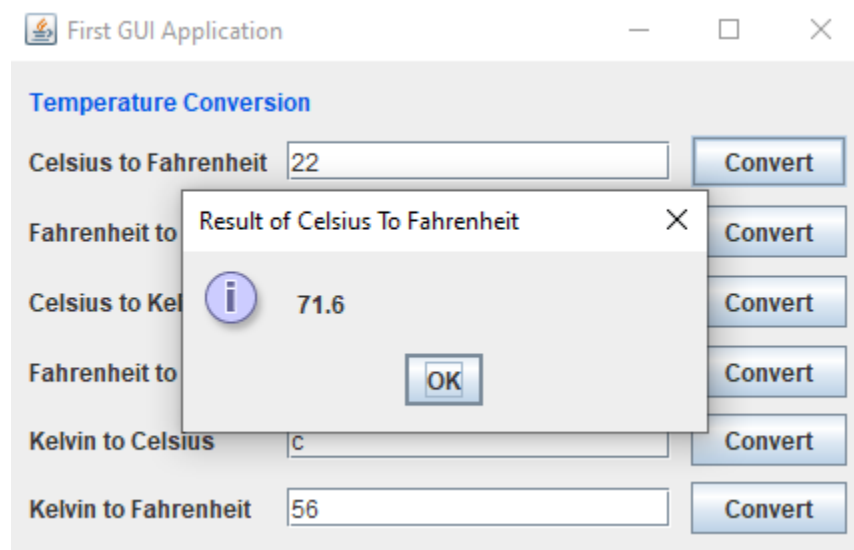 First GUI Application
Temperature Conversion
Celsius to Fahrenheit 22 Convert
Result of Celsius To Fahrenheit
Fahrenheit to Convert
71.6
Celsius to Kel Convert
Fahrenheit to Convert
OK
Kelvin to Celsius c Convert
Kelvin to Fahrenheit 56 Convert